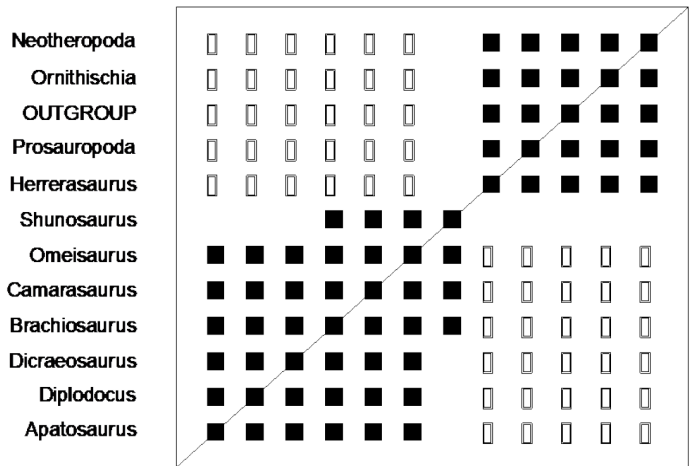 Neotheropoda
Ornithischia
OUTGROUP
Prosauropoda
Herrerasaurus
Shunosaurus
Omeisaurus
Camarasaurus
Brachiosaurus
Dicraeosaurus
Diplodocus
Apatosaurus